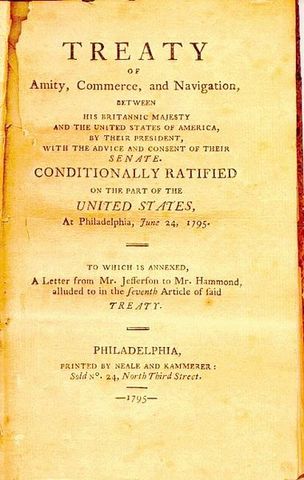 TREATY
OF
Amity, Commerce, and Navigation,
BETWEEN
HIS BRITANNIC MAJESTY
AND THE UNITED STATES OF AMERICA,
BY THEIR PRESIDENT,
WITH THE ADVICE AND CONSENT OF THEIR
SENATE.
CONDITIONALLY RATIFIED
ON THE PART OF THE
UNITED STATES,
At Philadelphia, June 24, 1795.
TO WHICH IS ANNEXED,
A Letter from Mr. Jefferſon to Mr. Hammond,
alluded to in the ſeventh Article of ſaid
TREATY.
PHILADELPHIA,
PRINTED BY NEALE AND KAMMERER:
Sold No. 24, North Third Street.
—1795—